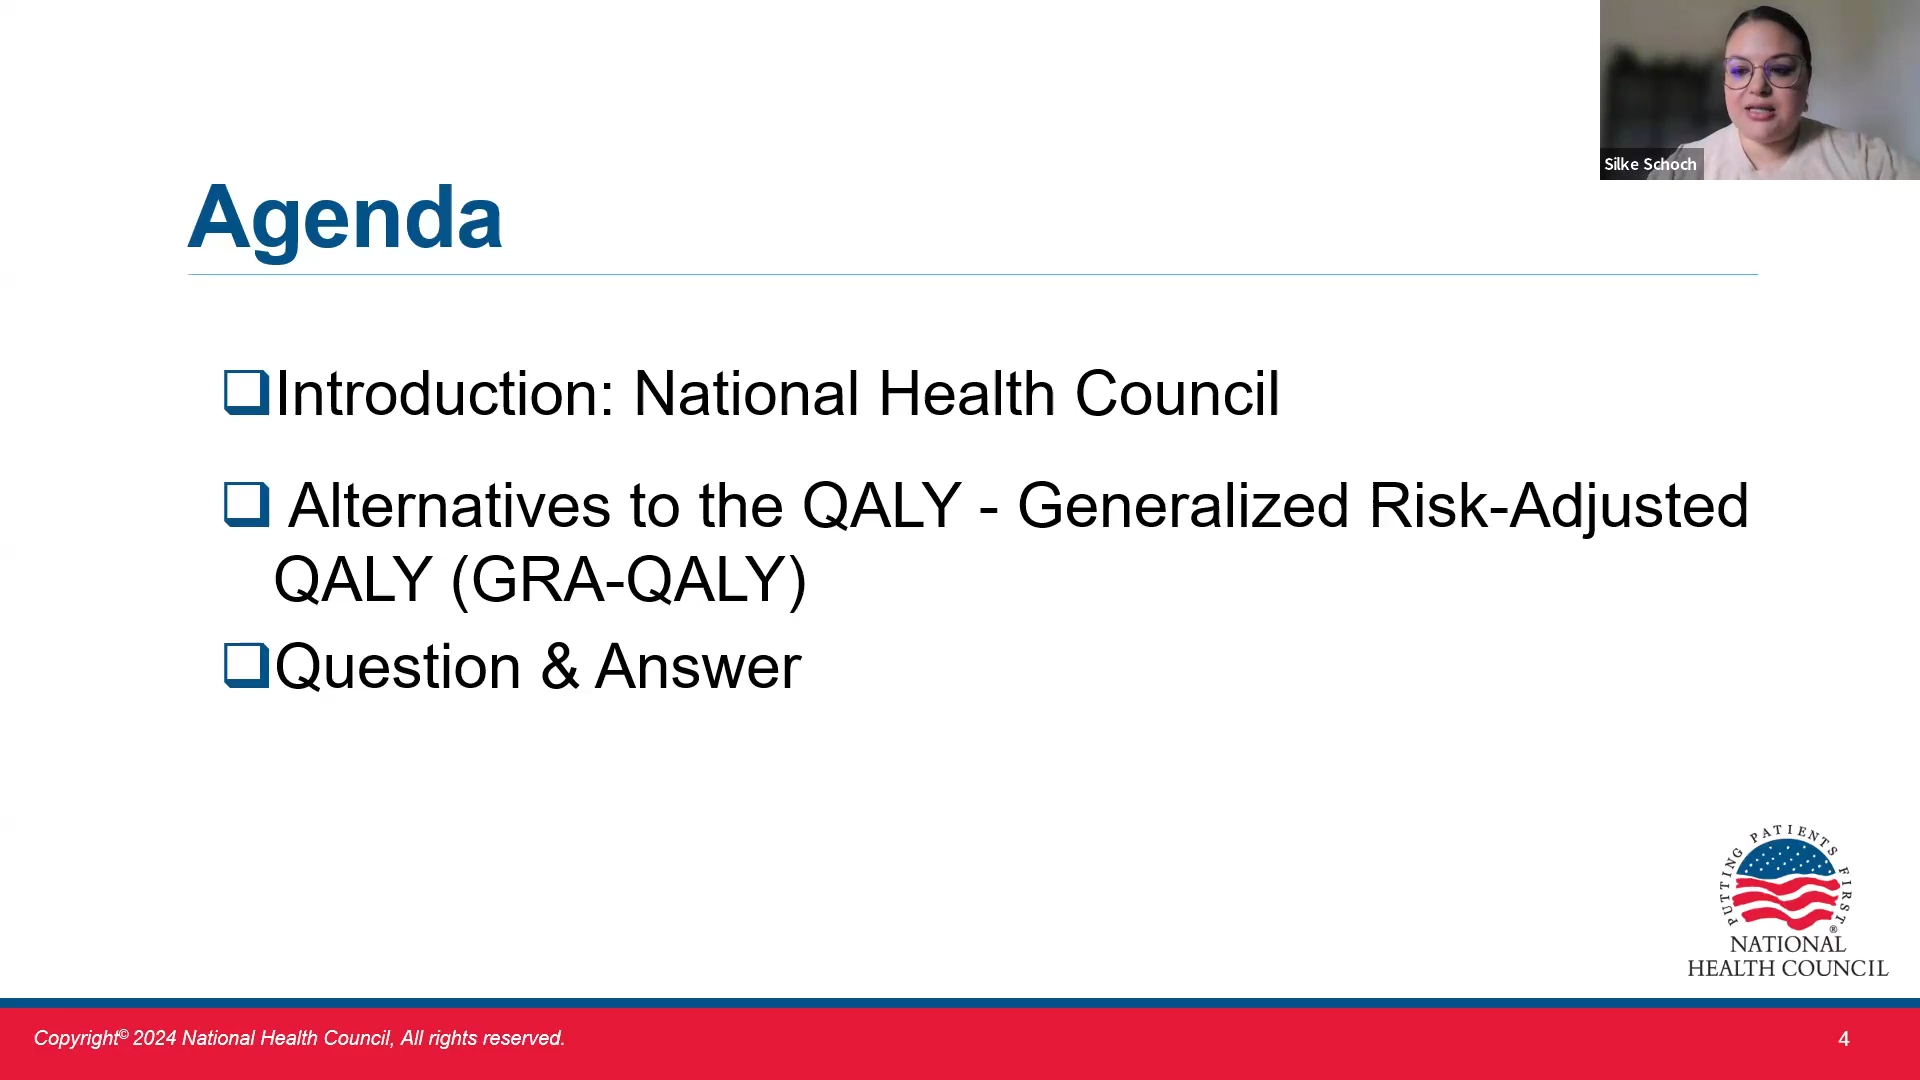 Silke Schoch
Agenda
Introduction: National Health Council
Alternatives to the QALY - Generalized Risk-Adjusted
QALY (GRA-QALY)
Question & Answer
PUTTING PATIENTS FIRST
®
NATIONAL
HEALTH COUNCIL
Copyright© 2024 National Health Council, All rights reserved.
4